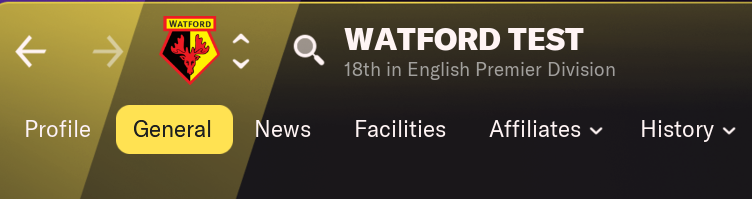 WATFORD
WATFORD TEST
18th in English Premier Division
Profile General News Facilities Affiliates History